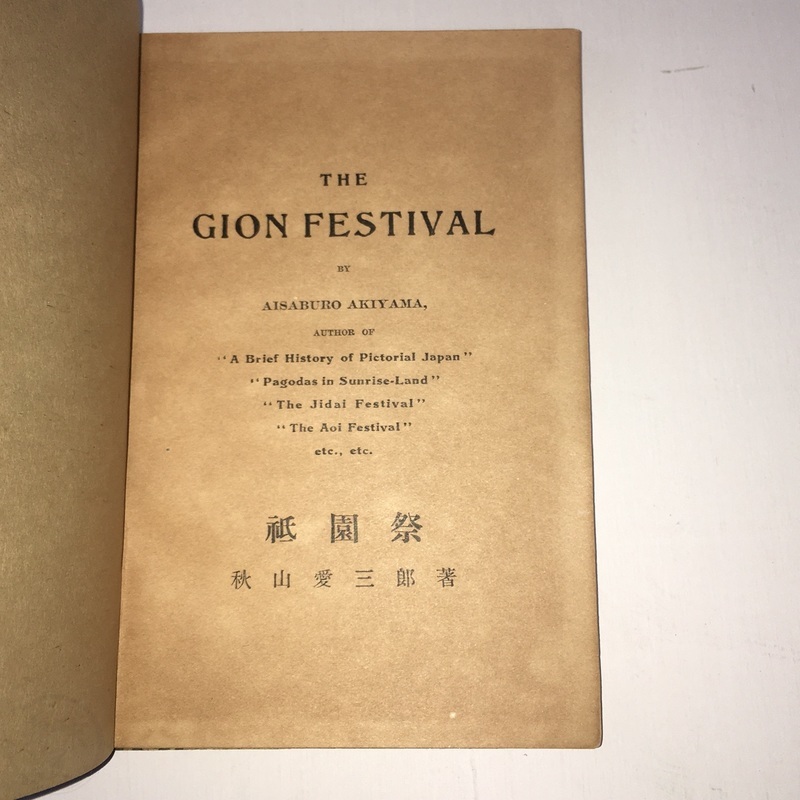 THE
GION FESTIVAL
BY
AISABURO AKIYAMA,
AUTHOR OF
"A Brief History of Pictorial Japan"
"Pagodas in Sunrise-Land"
"The Jidai Festival"
"The Aoi Festival"
etc., etc.
祗園祭
秋山愛三郎著